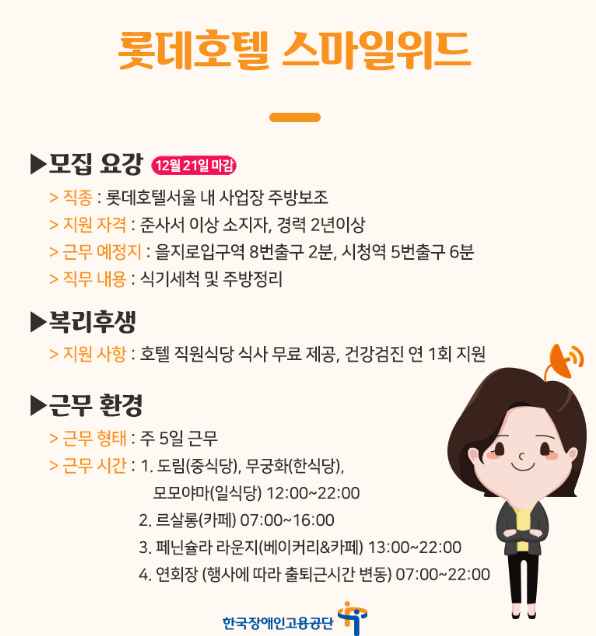 롯데호텔 스마일위드
▶모집 요강 12월 21일 마감
> 직종 : 롯데호텔서울 내 사업장 주방보조
> 지원 자격 : 준사서 이상 소지자, 경력 2년이상
> 근무 예정지 : 을지로입구역 8번출구 2분, 시청역 5번출구 6분
> 직무 내용 : 식기세척 및 주방정리
▶복리후생
> 지원 사항 : 호텔 직원식당 식사 무료 제공, 건강검진 연 1회 지원
▶근무 환경
> 근무 형태 : 주 5일 근무
> 근무 시간 : 1. 도림(중식당), 무궁화(한식당),
모모야마(일식당) 12:00~22:00
2. 르살롱(카페) 07:00~16:00
3. 페닌슐라 라운지(베이커리&카페) 13:00~22:00
4. 연회장 (행사에 따라 출퇴근시간 변동) 07:00~22:00
한국장애인고용공단